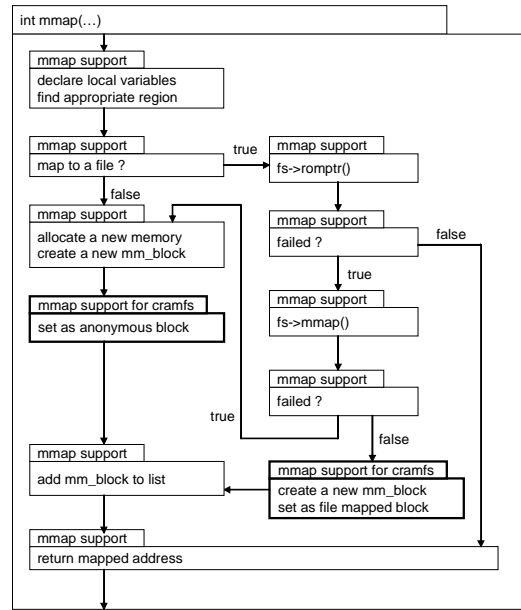 int mmap(…)
mmap support
declare local variables
find appropriate region
mmap support
map to a file ?
true
mmap support
fs->romptr()
false
mmap support
allocate a new memory
create a new mm_block
mmap support
failed ?
false
true
mmap support for cramfs
set as anonymous block
mmap support
fs->mmap()
mmap support
failed ?
true
false
mmap support
add mm_block to list
mmap support for cramfs
create a new mm_block
set as file mapped block
mmap support
return mapped address